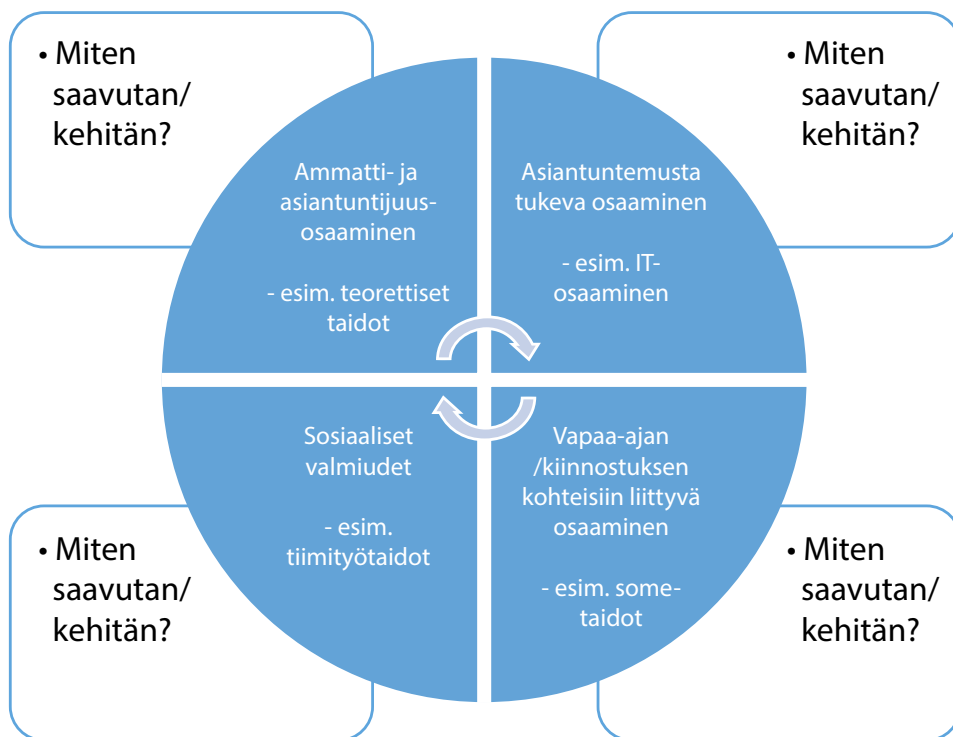 • Miten
saavutan/
kehitän?
• Miten
saavutan/
kehitän?
Ammatti- ja
asiantuntijuus-
osaaminen
- esim. teorettiset
taidot
Asiantuntemusta
tukeva osaaminen
- esim. IT-
osaaminen
Sosiaaliset
valmiudet
- esim.
tiimityötaidot
Vapaa-ajan
/kiinnostuksen
kohteisiin liittyvä
osaaminen
- esim. some-
taidot
• Miten
saavutan/
kehitän?
• Miten
saavutan/
kehitän?